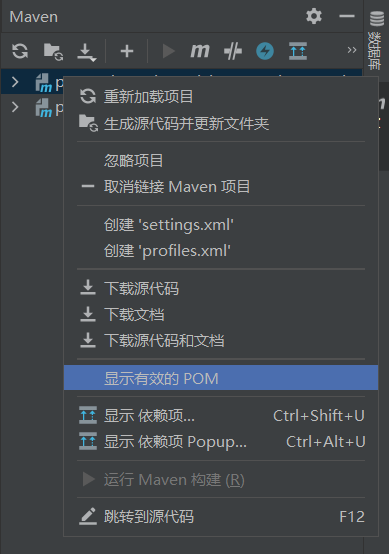 Maven
数据库
重新加载项目
生成源代码并更新文件夹
忽略项目
取消链接 Maven 项目
创建 'settings.xml'
创建 'profiles.xml'
下载源代码
下载文档
下载源代码和文档
显示有效的 POM
显示 依赖项... Ctrl+Shift+U
显示 依赖项 Popup... Ctrl+Alt+U
运行 Maven 构建 (R)
跳转到源代码 F12